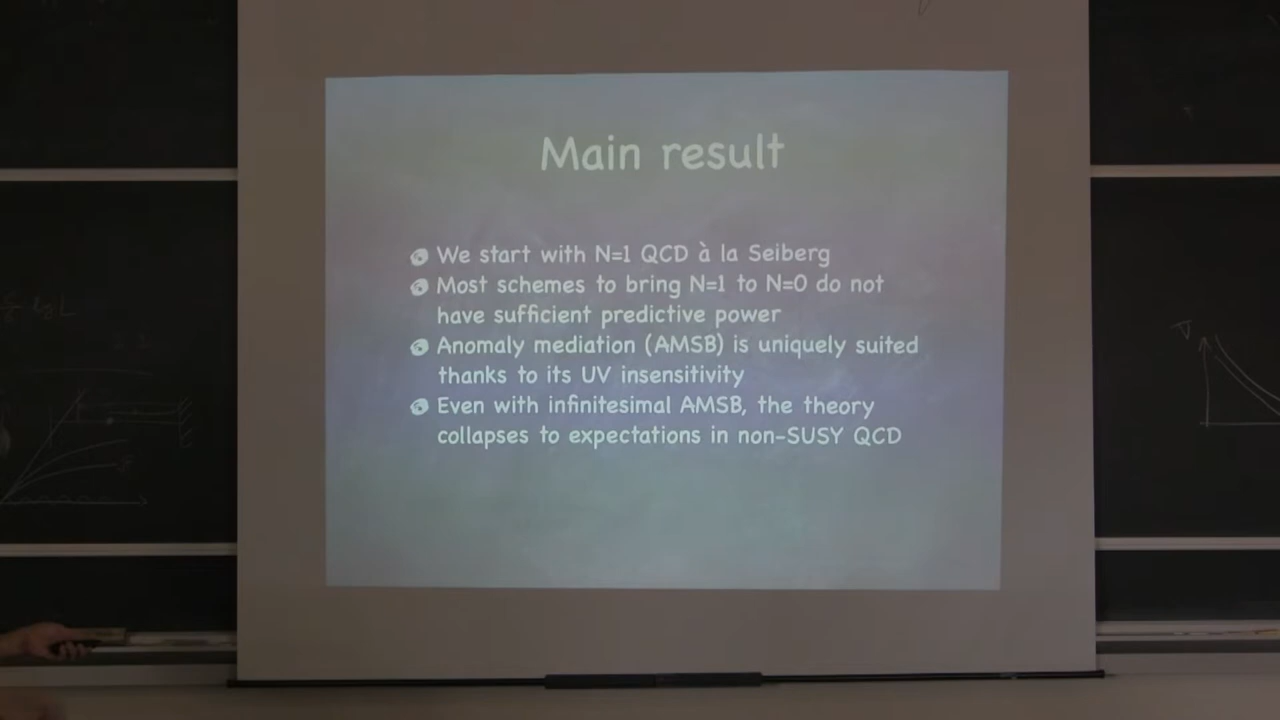 Main result
We start with N=1 QCD à la Seiberg
Most schemes to bring N=1 to N=0 do not
have sufficient predictive power
Anomaly mediation (AMSB) is uniquely suited
thanks to its UV insensitivity
Even with infinitesimal AMSB, the theory
collapses to expectations in non-SUSY QCD